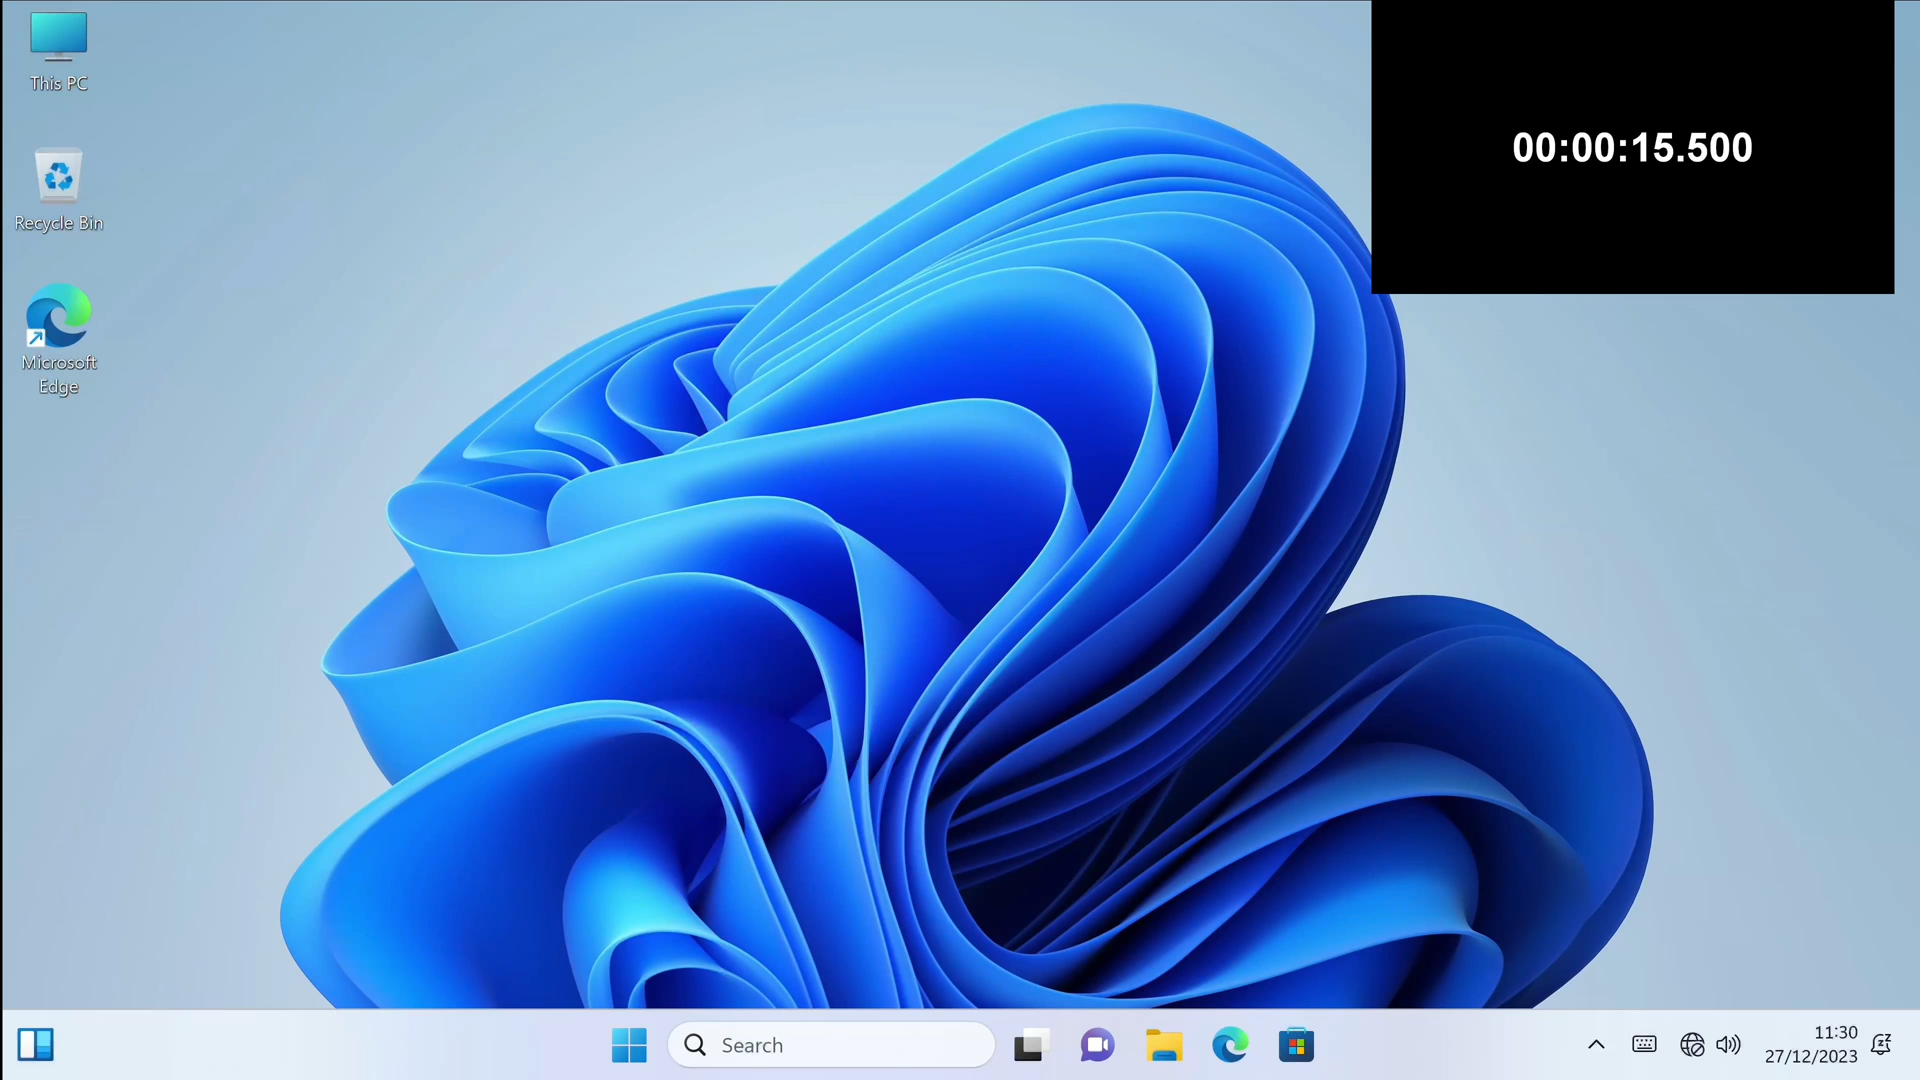 This PC
Recycle Bin
Microsoft
Edge
00:00:15.500
Search
11:30
27/12/2023